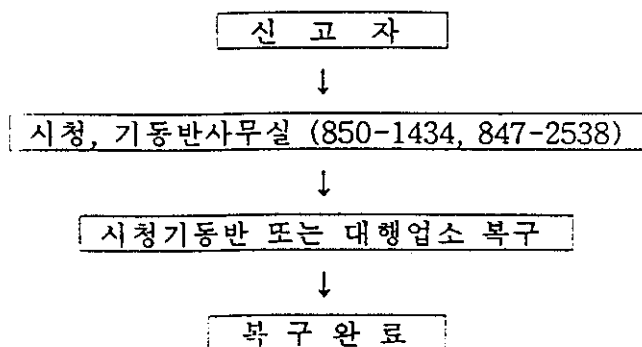 신 고 자
↓
시청, 기동반사무실 (850-1434, 847-2538)
↓
시청기동반 또는 대행업소 복구
↓
복 구 완 료